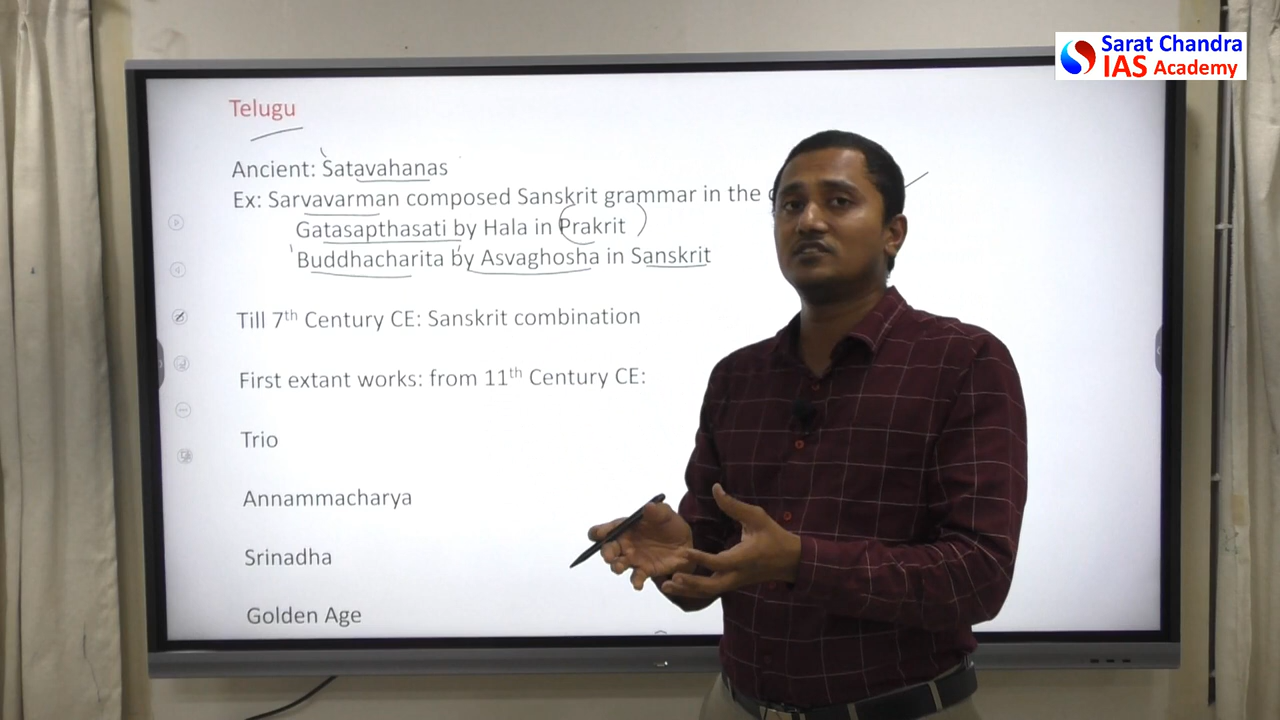 Sarat Chandra
IAS Academy
Telugu
Ancient: Satavahanas
Ex: Sarvavarman composed Sanskrit grammar in the
Gatasapthasati by Hala in Prakrit
Buddhacharita by Asvaghosha in Sanskrit
Till 7th Century CE: Sanskrit combination
First extant works: from 11th Century CE:
Trio
Annammacharya
Srinadha
Golden Age